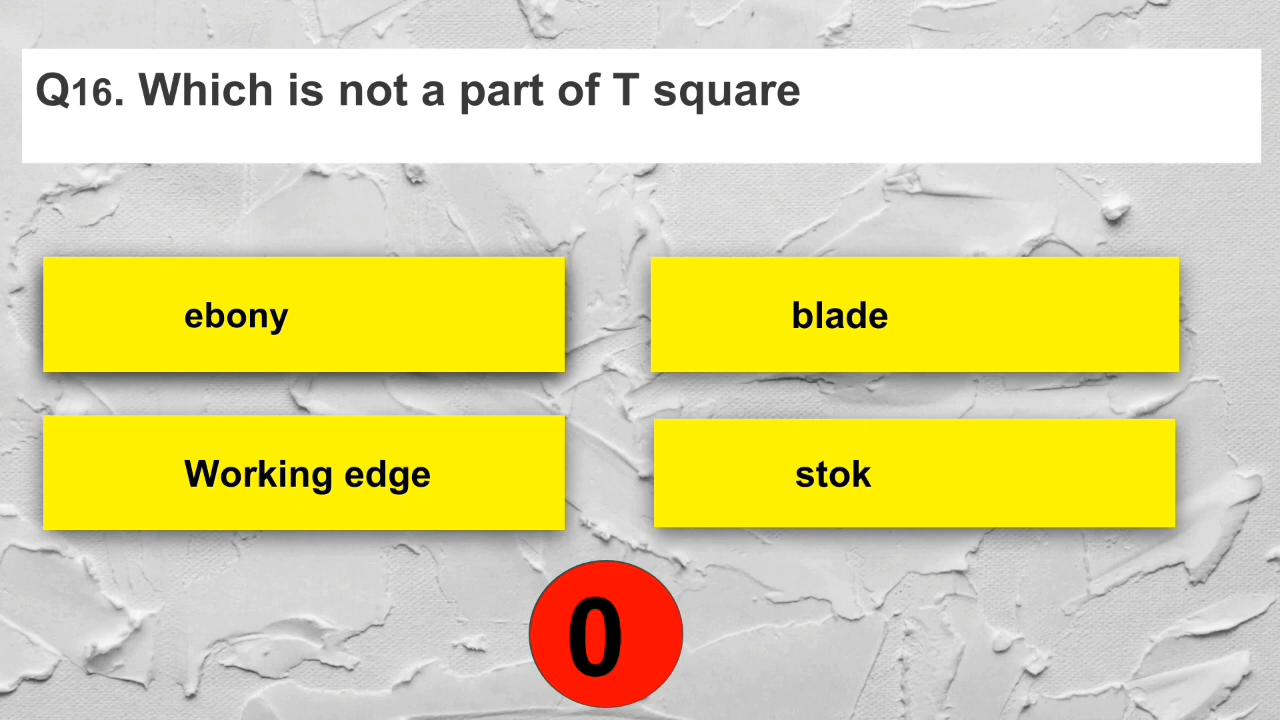 Q16. Which is not a part of T square
ebony
blade
Working edge
stok
0